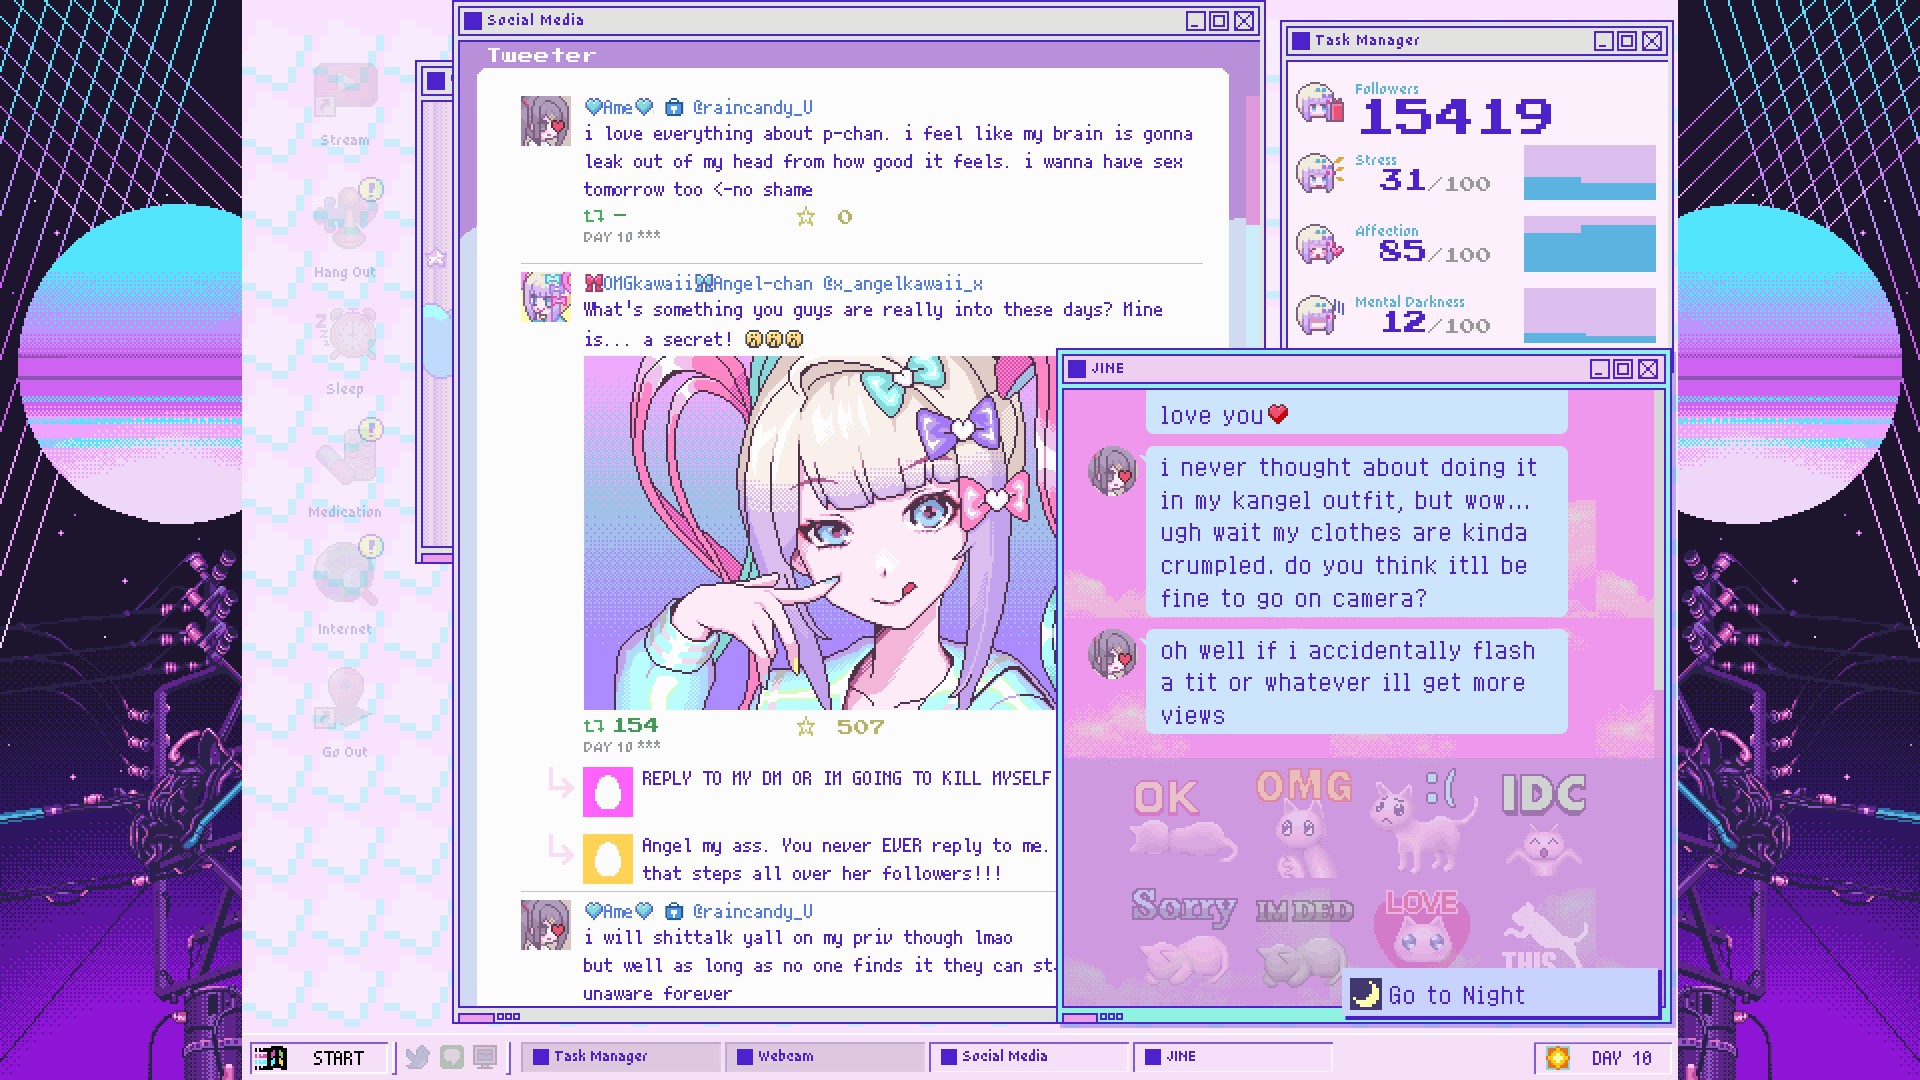 Social Media
Tweeter
Ame @raincandy_U
i love everything about p-chan. i feel like my brain is gonna
leak out of my head from how good it feels. i wanna have sex
tomorrow too <-no shame
- 0
DAY 10 ***
OMGkawaii Angel-chan @x_angelkawaii_x
What's something you guys are really into these days? Mine
is... a secret!
154 507
DAY 10 ***
REPLY TO MY DM OR IM GOING TO KILL MYSELF
Angel my ass. You never EVER reply to me.
that steps all over her followers!!!
Ame @raincandy_U
i will shittalk yall on my priv though lmao
but well as long as no one finds it they can st
unaware forever
Stream
Hang Out
Sleep
Medication
Internet
Go Out
Task Manager
Followers
15419
Stress
31/100
Affection
85/100
Mental Darkness
12/100
JINE
love you
i never thought about doing it
in my kangel outfit, but wow...
ugh wait my clothes are kinda
crumpled. do you think itll be
fine to go on camera?
oh well if i accidentally flash
a tit or whatever ill get more
views
OK OMG :( IDC
Sorry IM DED LOVE THIS
Go to Night
START Task Manager Webcam Social Media JINE DAY 10